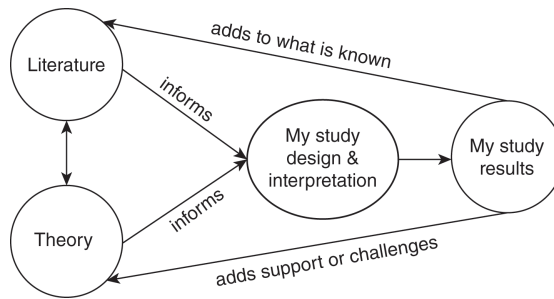 adds to what is known
Literature
informs
My study
design &
interpretation
My study
results
informs
Theory
adds support or challenges